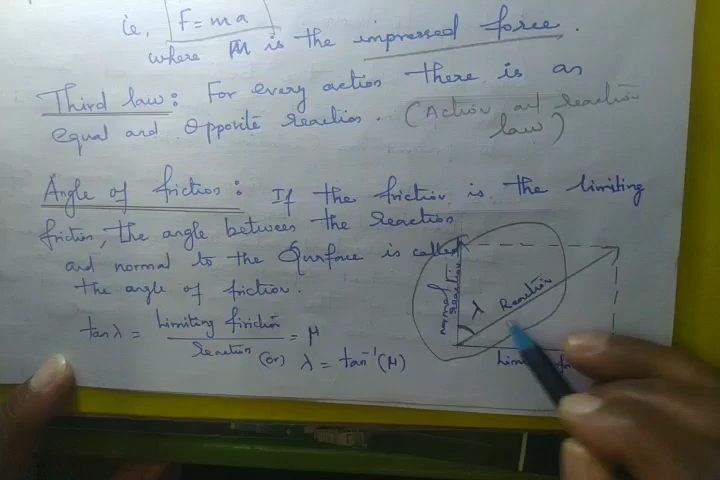 ie, F = ma
where M is the impressed force.
Third law: For every action there is an
equal and opposite reaction. (Action and reaction
law)
Angle of friction: If the friction is the limiting
friction, the angle between the reaction
and normal to the Surface is called
the angle of friction.
tan λ = Limiting friction / Reaction = μ
(or) λ = tan⁻¹ (μ)
normal reaction
λ
Reaction